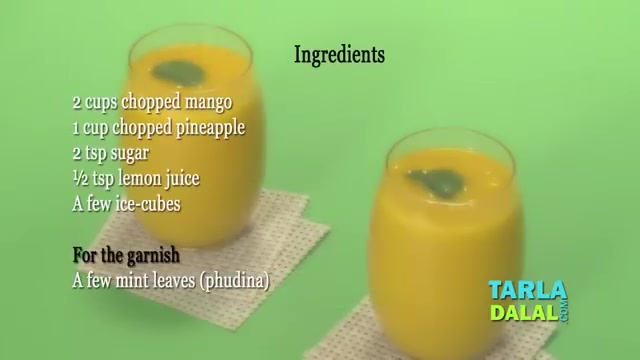 Ingredients
2 cups chopped mango
1 cup chopped pineapple
2 tsp sugar
½ tsp lemon juice
A few ice-cubes
For the garnish
A few mint leaves (phudina)
TARLA
DALAL.COM